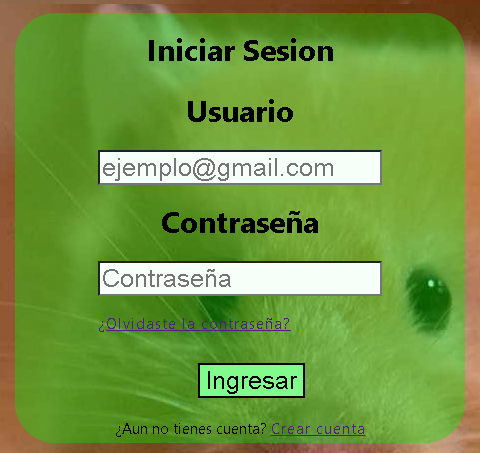 Iniciar Sesion
Usuario
ejemplo@gmail.com
Contraseña
Contraseña
¿Olvidaste la contraseña?
Ingresar
¿Aun no tienes cuenta? Crear cuenta